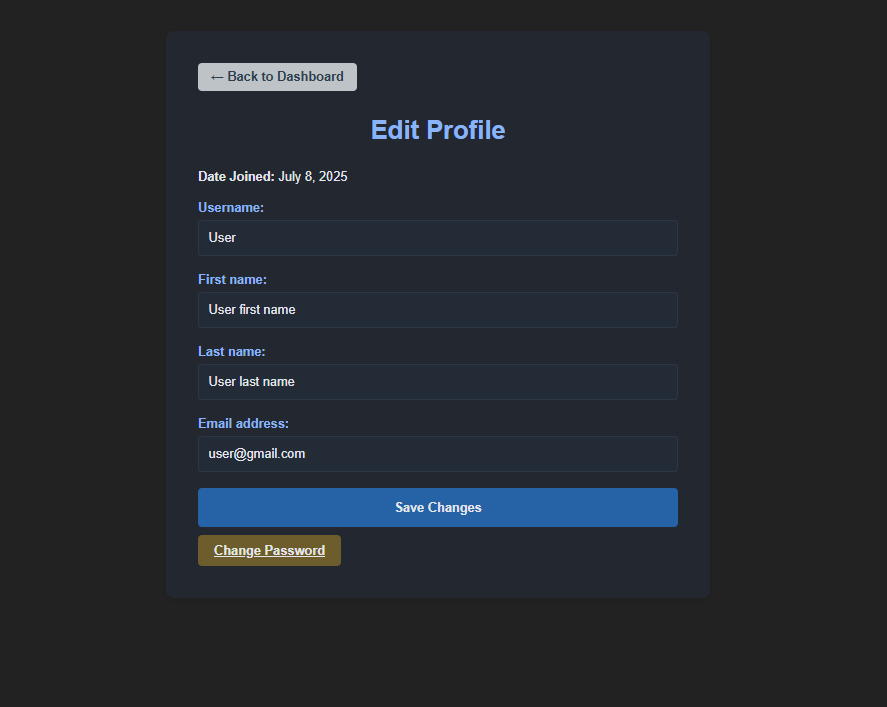 ← Back to Dashboard
Edit Profile
Date Joined: July 8, 2025
Username:
User
First name:
User first name
Last name:
User last name
Email address:
user@gmail.com
Save Changes
Change Password